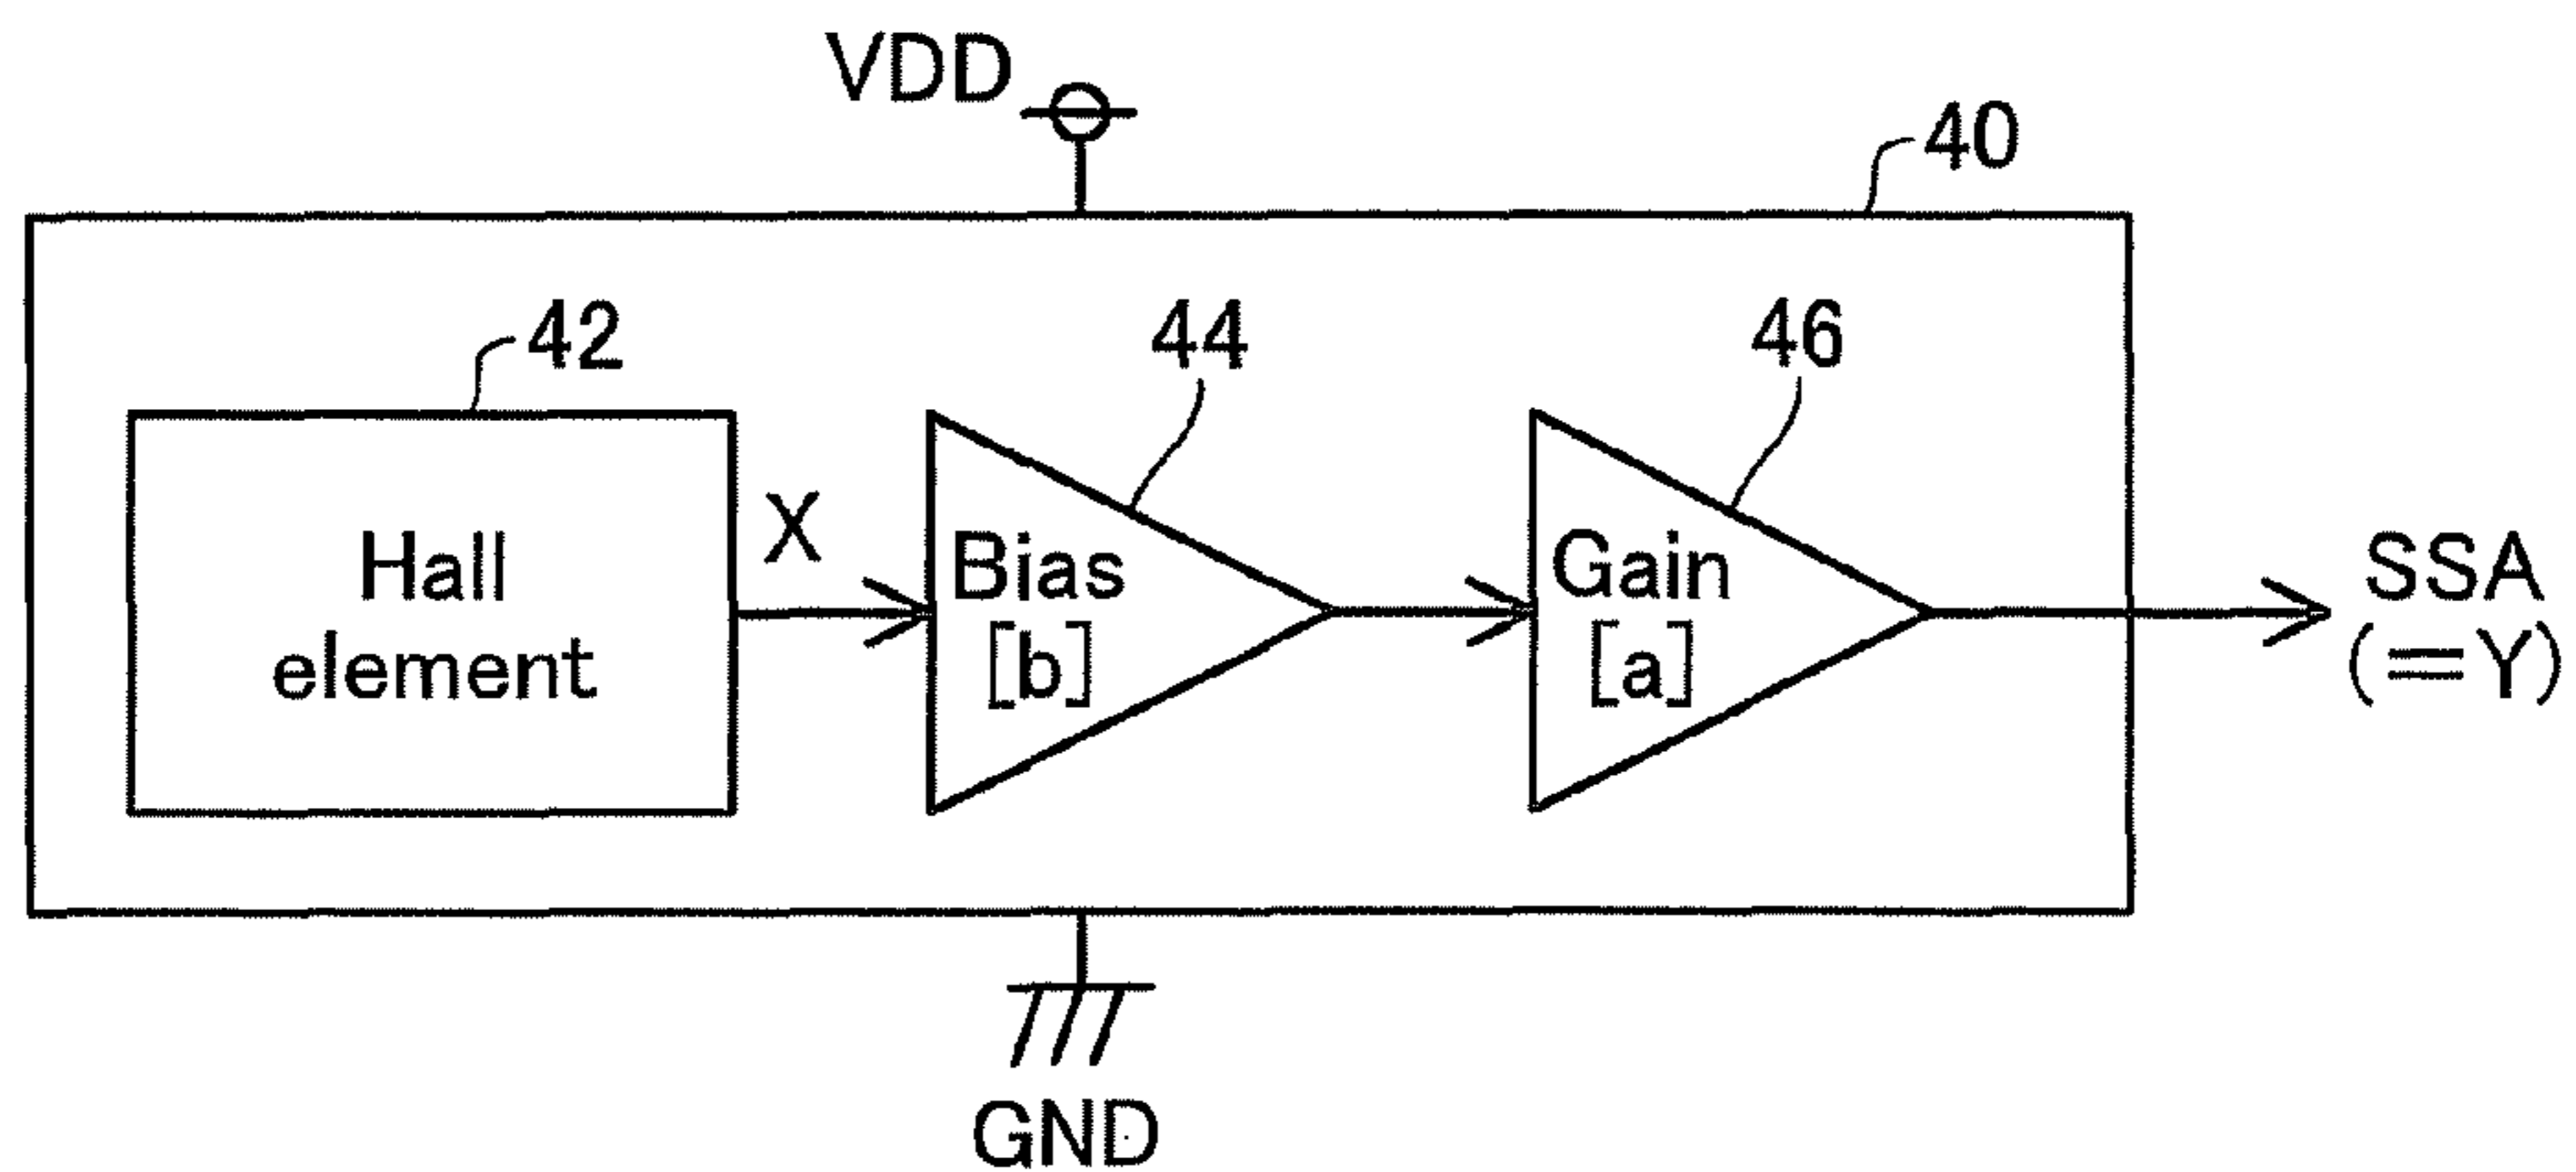 VDD
40
42
44
46
X
Hall
element
Bias
[b]
Gain
[a]
SSA
(=Y)
GND